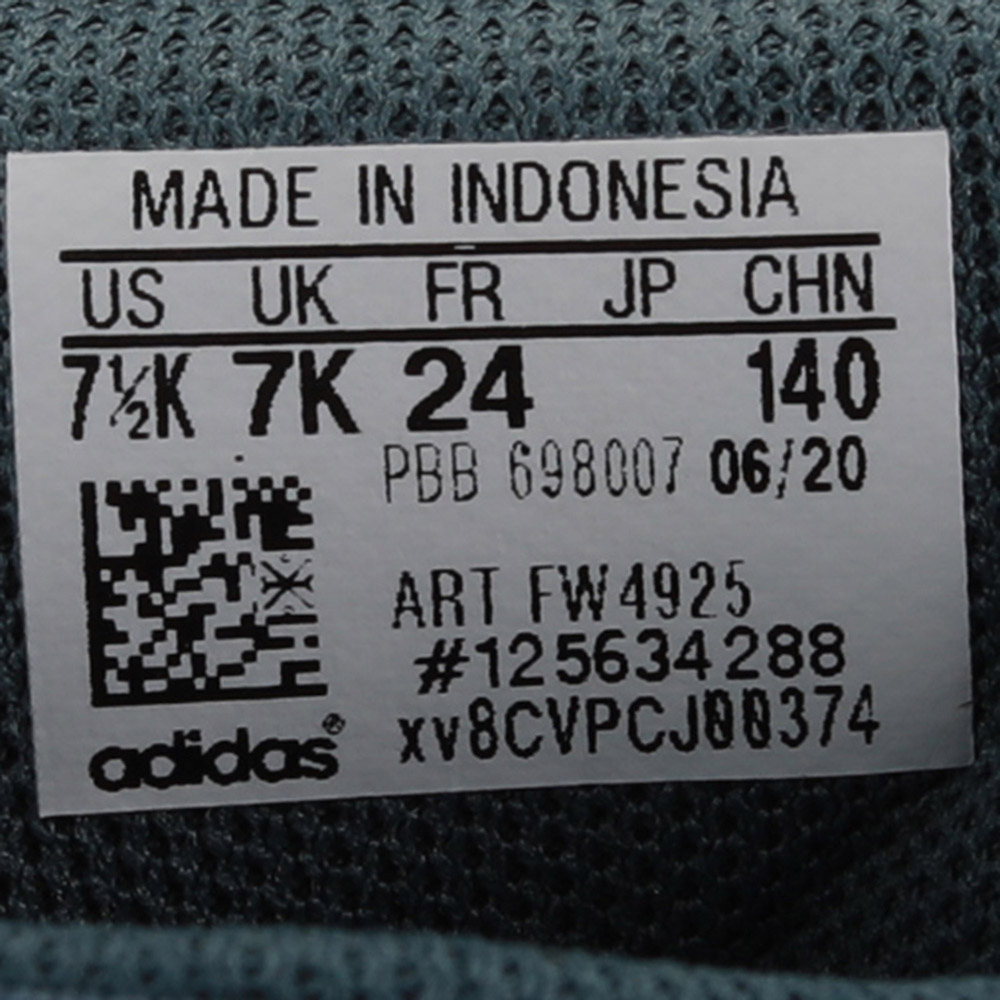 MADE IN INDONESIA
US UK FR JP CHN
7½K 7K 24 140
PBB 698007 06/20
ART FW4925
#125634288
xv8CVPCJ00374
adidas®